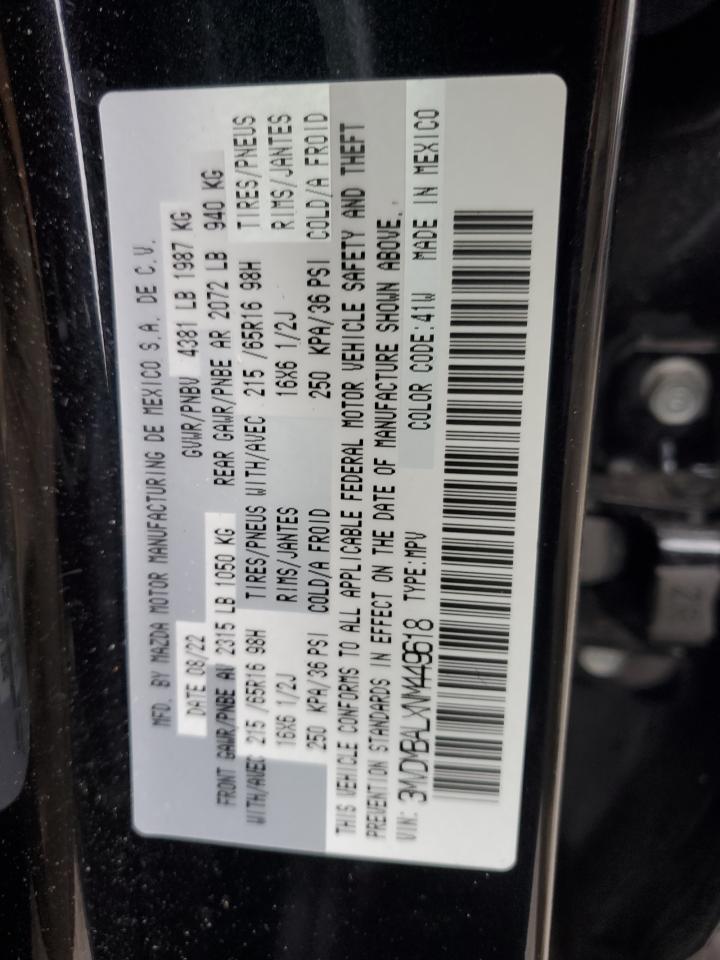 MFD. BY MAZDA MOTOR MANUFACTURING DE MEXICO S.A. DE C.V.
DATE 08/22 GVWR/PNBV 4381 LB 1987 KG
FRONT GAWR/PNBE AV 2315 LB 1050 KG REAR GAWR/PNBE AR 2072 LB 940 KG
WITH/AVEC 215 /65R16 98H TIRES/PNEUS WITH/AVEC 215 /65R16 98H TIRES/PNEUS
16X6 1/2J RIMS/JANTES 16X6 1/2J RIMS/JANTES
250 KPA/36 PSI COLD/A FROID 250 KPA/36 PSI COLD/A FROID
THIS VEHICLE CONFORMS TO ALL APPLICABLE FEDERAL MOTOR VEHICLE SAFETY AND THEFT
PREVENTION STANDARDS IN EFFECT ON THE DATE OF MANUFACTURE SHOWN ABOVE.
VIN: 3MVDMBALXNM449618 TYPE:MPV COLOR CODE:41W MADE IN MEXICO